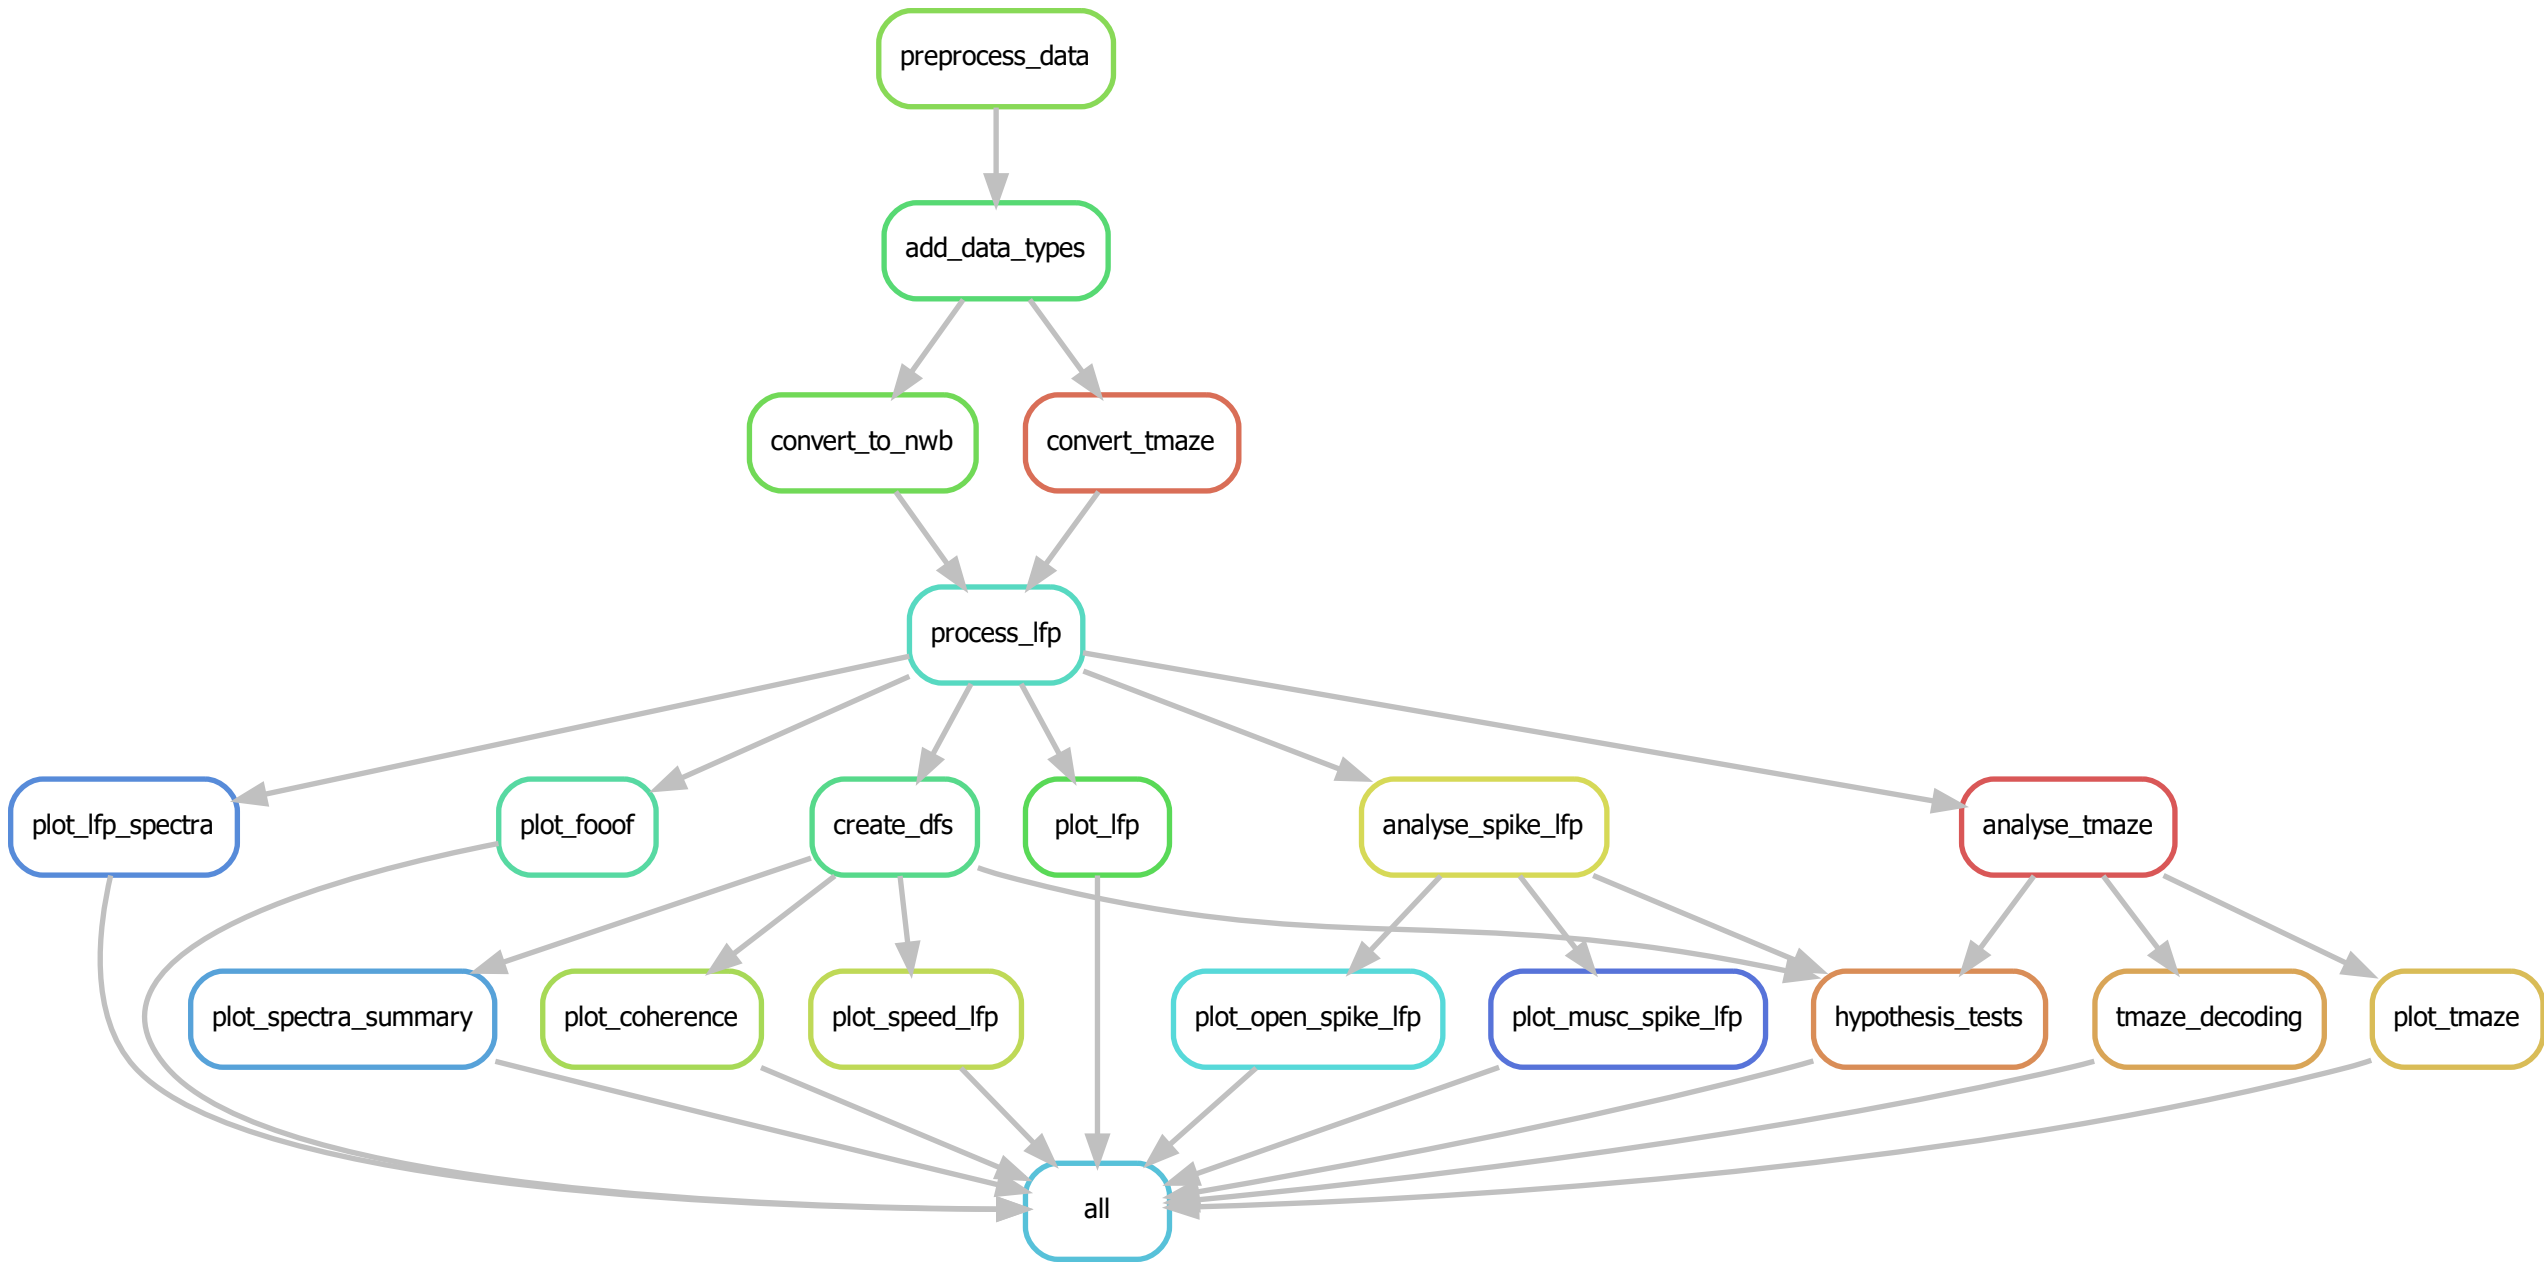 preprocess_data
add_data_types
convert_to_nwb
convert_tmaze
process_lfp
plot_lfp_spectra
plot_fooof
create_dfs
plot_lfp
analyse_spike_lfp
analyse_tmaze
plot_spectra_summary
plot_coherence
plot_speed_lfp
plot_open_spike_lfp
plot_musc_spike_lfp
hypothesis_tests
tmaze_decoding
plot_tmaze
all